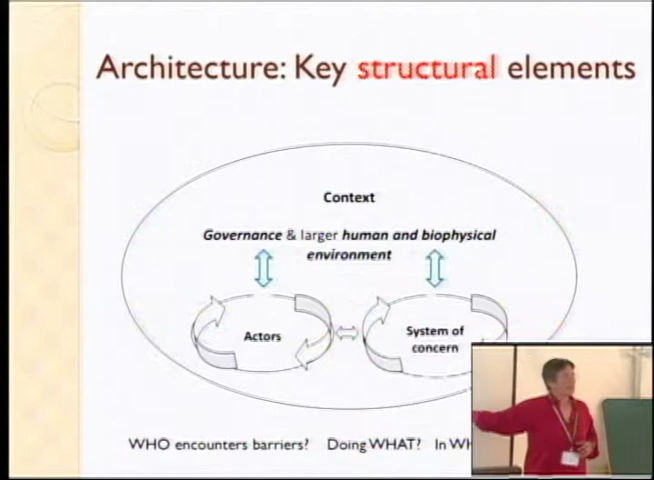 Architecture: Key structural elements
Context
Governance & larger human and biophysical
environment
Actors
System of
concern
WHO encounters barriers? Doing WHAT? In